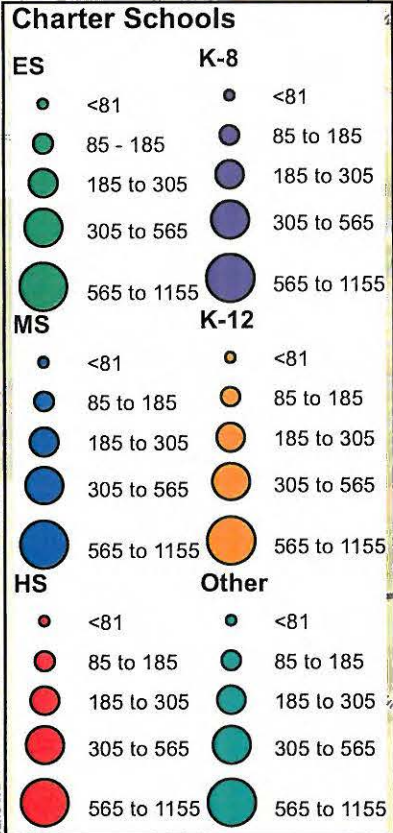 Charter Schools
ES
<81
85 - 185
185 to 305
305 to 565
565 to 1155
K-8
<81
85 to 185
185 to 305
305 to 565
565 to 1155
MS
<81
85 to 185
185 to 305
305 to 565
565 to 1155
K-12
<81
85 to 185
185 to 305
305 to 565
565 to 1155
HS
<81
85 to 185
185 to 305
305 to 565
565 to 1155
Other
<81
85 to 185
185 to 305
305 to 565
565 to 1155